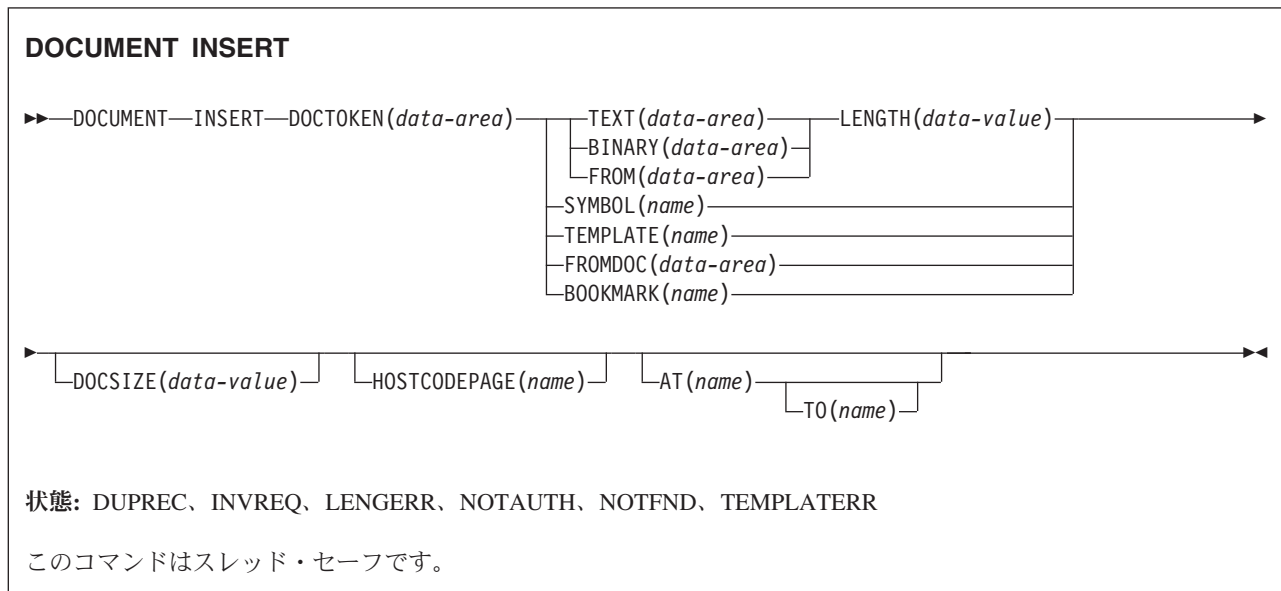 DOCUMENT INSERT
DOCUMENT INSERT DOCTOKEN(data-area) TEXT(data-area) LENGTH(data-value)
BINARY(data-area)
FROM(data-area)
SYMBOL(name)
TEMPLATE(name)
FROMDOC(data-area)
BOOKMARK(name)
DOCSIZE(data-value) HOSTCODEPAGE(name) AT(name)
TO(name)
状態: DUPREC、INVREQ、LENGERR、NOTAUTH、NOTFND、TEMPLATERR
このコマンドはスレッド・セーフです。